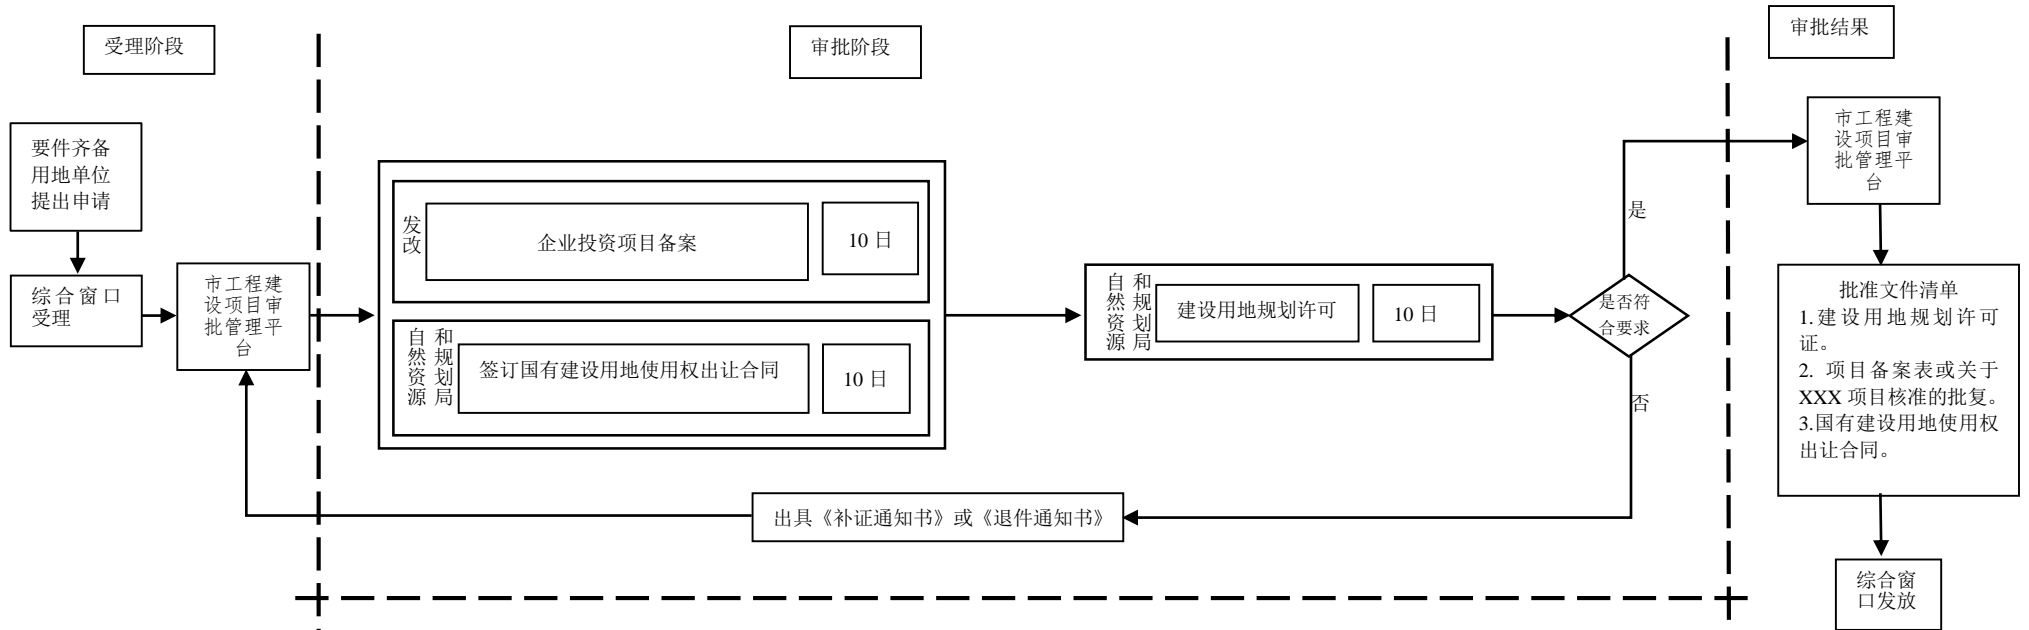 受理阶段
审批阶段
审批结果
要件齐备
用地单位
提出申请
综合窗口
受理
市工程建
设项目审
批管理平
台
发改
企业投资项目备案
10 日
自然资源
和规划局
签订国有建设用地使用权出让合同
10 日
自然资源
和规划局
建设用地规划许可
10 日
是否符
合要求
是
否
出具《补证通知书》或《退件通知书》
市工程建
设项目审
批管理平
台
批准文件清单
1.建设用地规划许可
证。
2. 项目备案表或关于
XXX 项目核准的批复。
3.国有建设用地使用权
出让合同。
综合窗
口发放